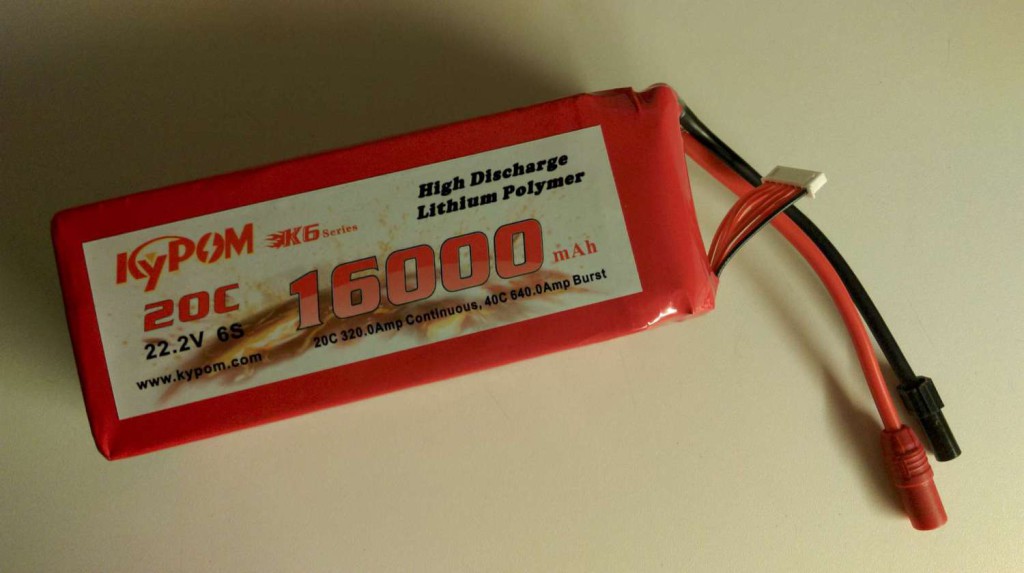 High Discharge
Lithium Polymer
KyPOM K6 Series
20C 16000 mAh
22.2V 6S
20C 320.0Amp Continuous, 40C 640.0Amp Burst
www.kypom.com